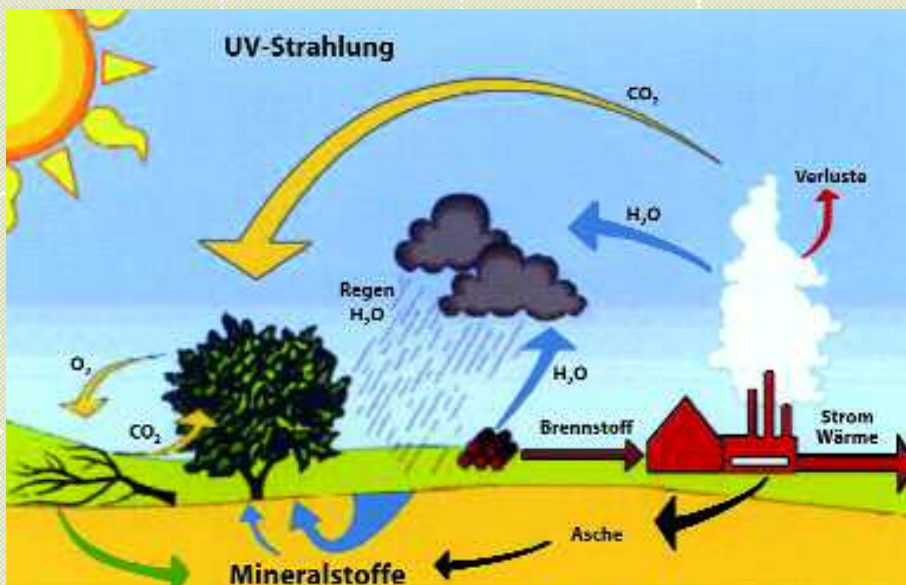 UV-Strahlung
CO₂
Verluste
H₂O
Regen
H₂O
O₂
H₂O
CO₂
Brennstoff
Strom
Wärme
Asche
Mineralstoffe